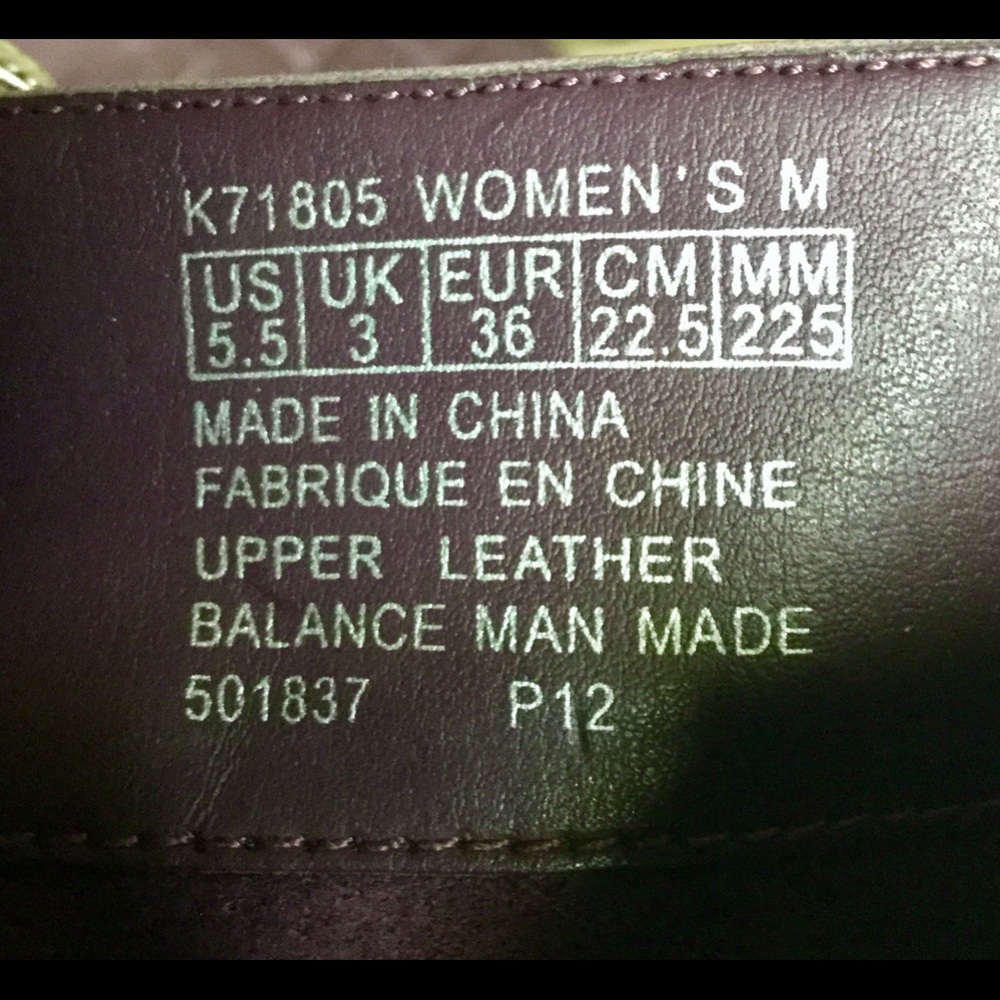 K71805 WOMEN'S M
US UK EUR CM MM
5.5 3 36 22.5 225
MADE IN CHINA
FABRIQUE EN CHINE
UPPER LEATHER
BALANCE MAN MADE
501837 P12